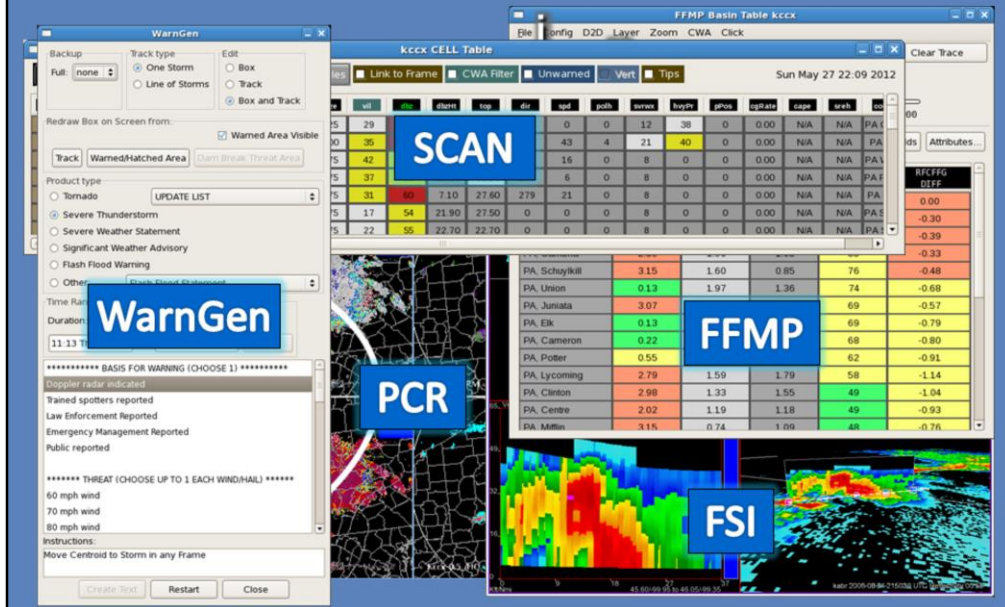 WarnGen
Backup
Full: none
Track type
One Storm
Line of Storms
Edit
Box
Track
Box and Track
Redraw Box on Screen from:
Warned Area Visible
Track Warned/Hatched Area Dam Break Threat Area
Product type
Tornado UPDATE LIST
Severe Thunderstorm
Severe Weather Statement
Significant Weather Advisory
Flash Flood Warning
Other: Flash Flood Statement
Time Ran
Duration:
11:13
WarnGen
*********** BASIS FOR WARNING (CHOOSE 1) **********
Doppler radar indicated
Trained spotters reported
Law Enforcement Reported
Emergency Management Reported
Public reported
******* THREAT (CHOOSE UP TO 1 EACH WIND/HAIL) ******
60 mph wind
70 mph wind
80 mph wind
Instructions:
Move Centroid to Storm in any Frame
Create Text Restart Close
kccx CELL Table
Link to Frame CWA Filter Unwarned Vert Tips Sun May 27 22:09 2012
vil dbz dbzHt top dir spd polh svrwx hvyPr pPos cgRate cape sreh
29 0 0 12 38 0 0.00 N/A N/A
35 43 4 21 40 0 0.00 N/A N/A PA
42 16 0 8 0 0 0.00 N/A N/A
37 6 0 8 0 0 0.00 N/A N/A
31 60 7.10 27.60 279 21 0 8 0 0 0.00 N/A N/A PA
17 54 21.90 27.50 0 0 0 8 0 0 0.00 N/A N/A
22 55 22.70 22.70 0 0 0 8 0 0 0.00 N/A N/A
SCAN
FFMP Basin Table kccx
File Config D2D Layer Zoom CWA Click
Clear Trace
Attributes...
RFCFFG
DIFF
0.00
-0.30
-0.39
-0.33
PA, Schuylkill 3.15 1.60 0.85 76 -0.48
PA, Union 0.13 1.97 1.36 74 -0.68
PA, Juniata 3.07 69 -0.57
PA, Elk 0.13 69 -0.79
PA, Cameron 0.22 68 -0.80
PA, Potter 0.55 62 -0.91
PA, Lycoming 2.79 1.59 1.79 58 -1.14
PA, Clinton 2.98 1.33 1.55 49 -1.04
PA, Centre 2.02 1.19 1.18 49 -0.93
PA, Mifflin 3.15 0.74 1.09 48 -0.76
FFMP
PCR
FSI